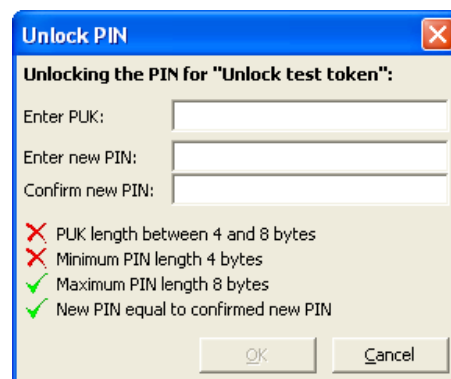 Unlock PIN
Unlocking the PIN for "Unlock test token":
Enter PUK:
Enter new PIN:
Confirm new PIN:
PUK length between 4 and 8 bytes
Minimum PIN length 4 bytes
Maximum PIN length 8 bytes
New PIN equal to confirmed new PIN
OK Cancel